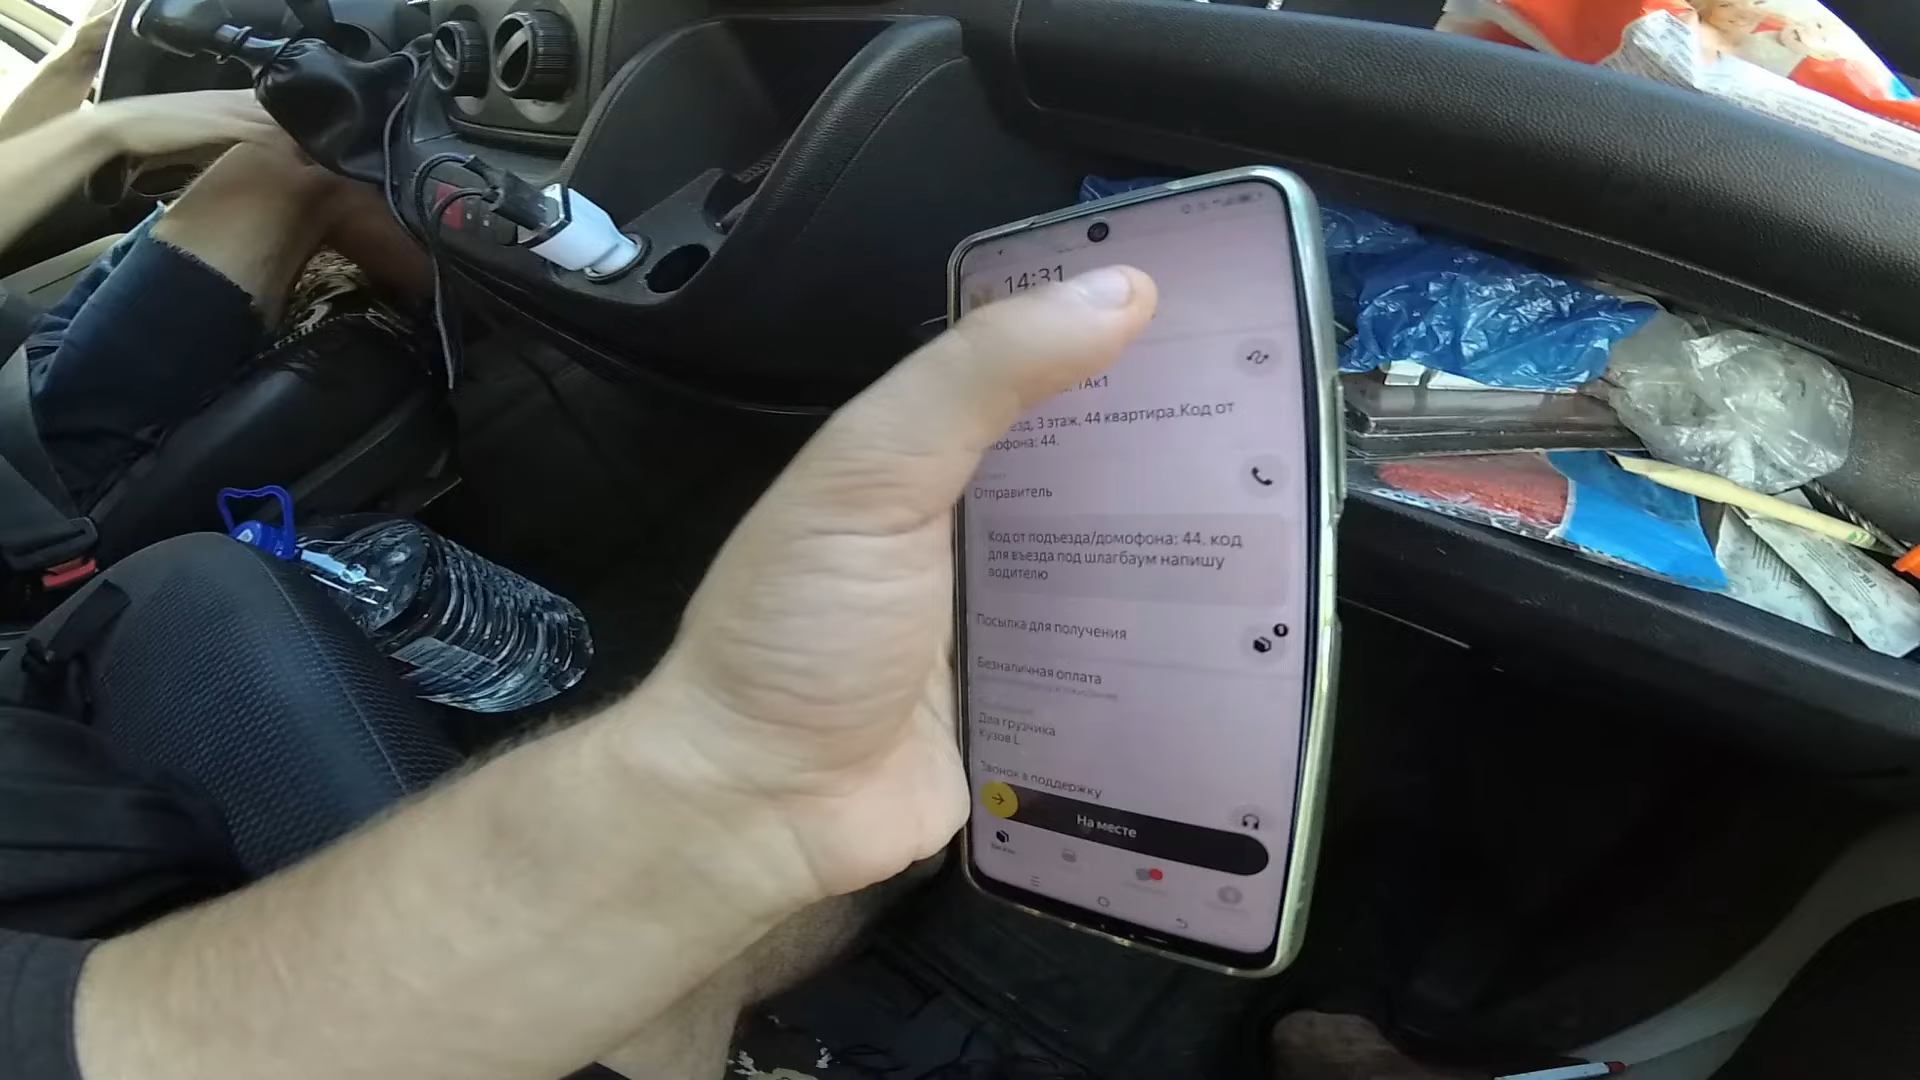 14:31
1Ак1
3 этаж, 44 квартира.Код от
44.
Отправитель
Код от подъезда/домофона: 44. код
для въезда под шлагбаум напишу
водителю
Посылка для получения
Безналичная оплата
Два грузчика
Кузов L
Звонок в поддержку
На месте